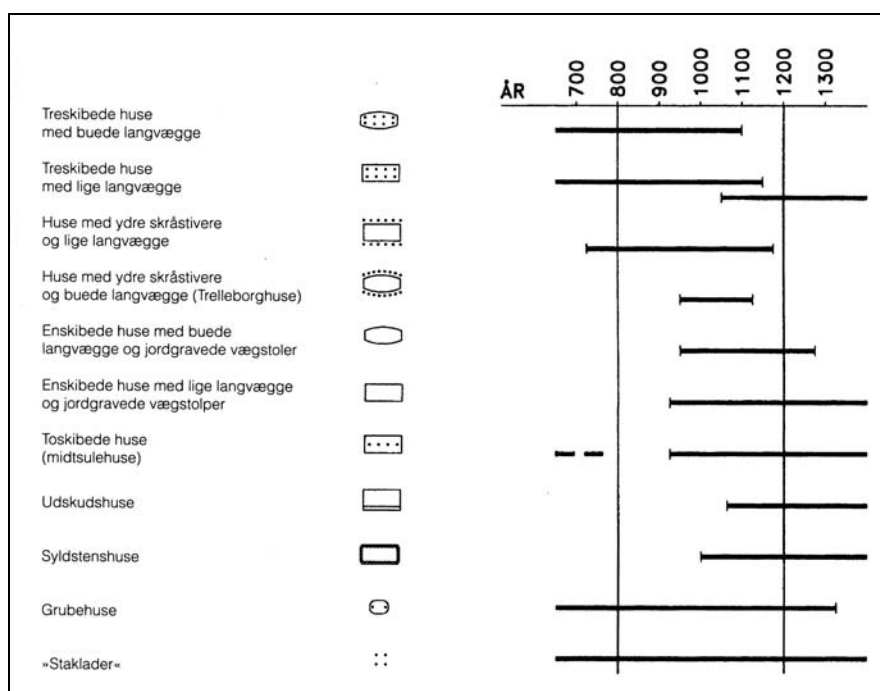 ÅR 700 800 900 1000 1100 1200 1300
Treskibede huse
med buede langvægge
Treskibede huse
med lige langvægge
Huse med ydre skråstivere
og lige langvægge
Huse med ydre skråstivere
og buede langvægge (Trelleborghuse)
Enskibede huse med buede
langvægge og jordgravede vægstoler
Enskibede huse med lige langvægge
og jordgravede vægstolper
Toskibede huse
(midtsulehuse)
Udskudshuse
Syldstenshuse
Grubehuse
»Staklader«